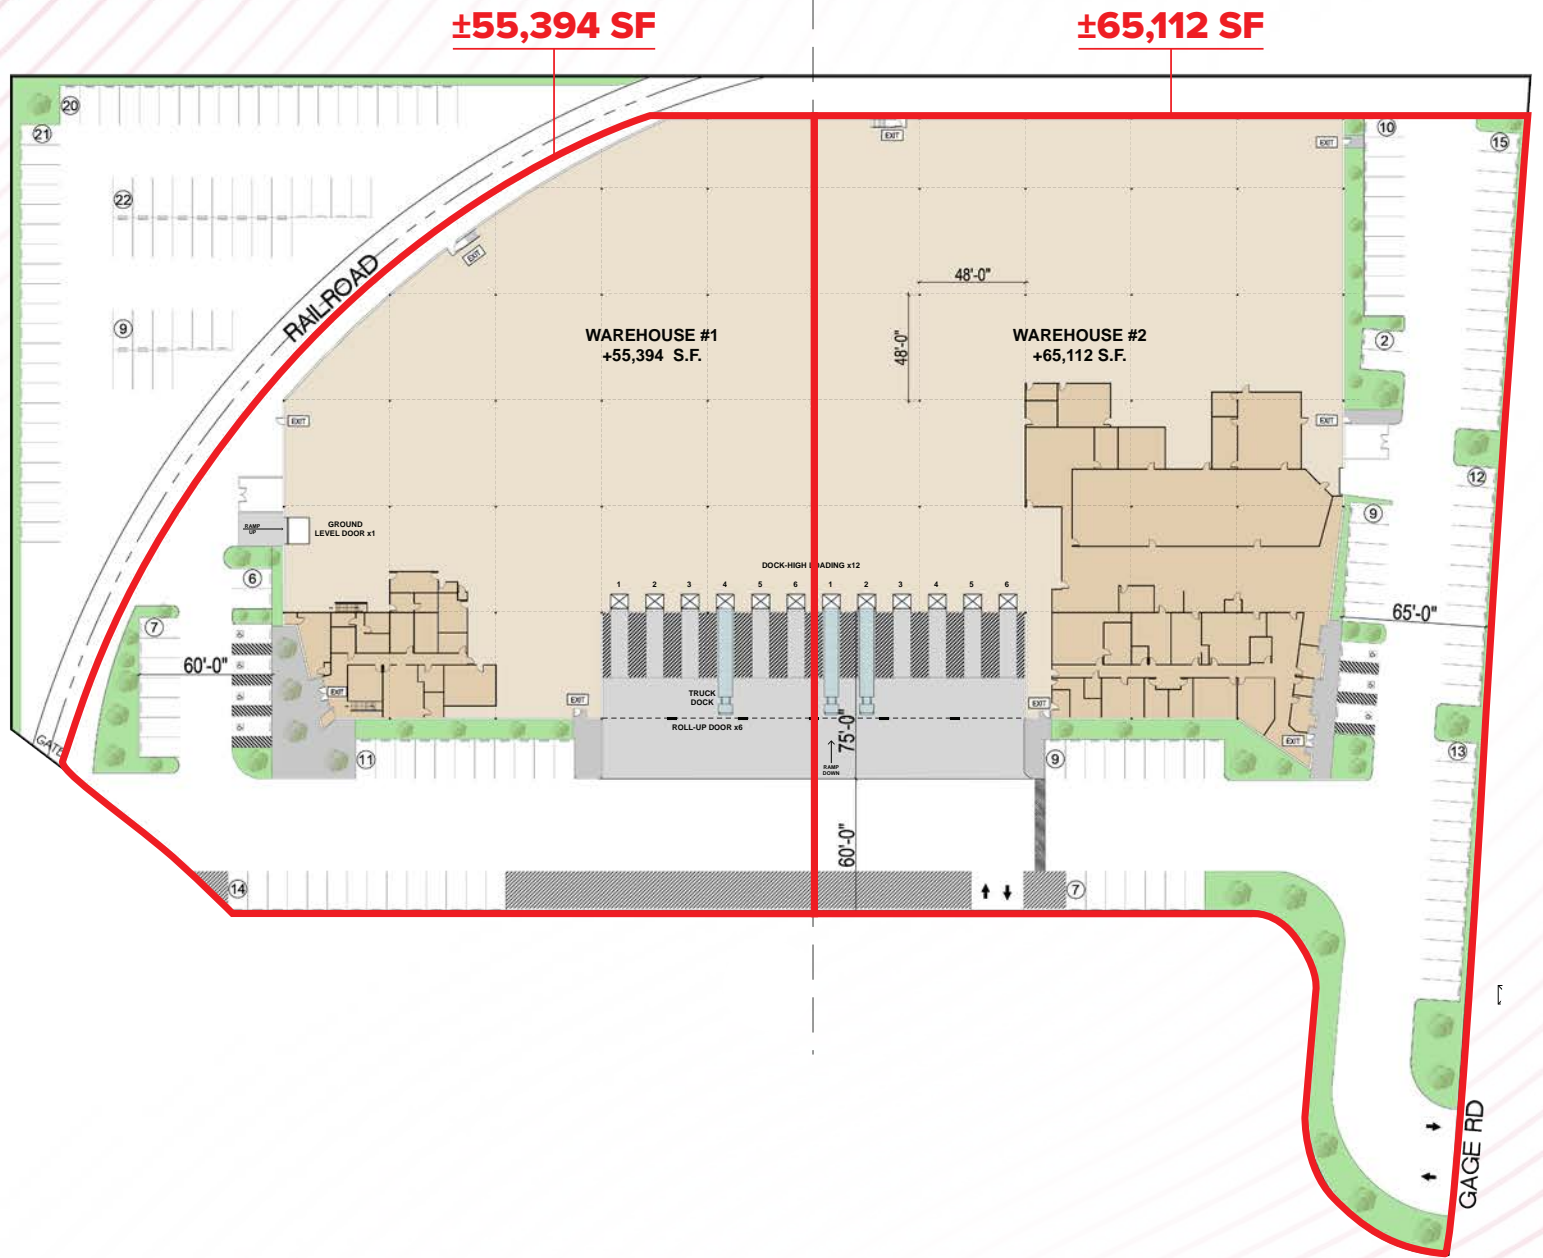 ±55,394 SF
±65,112 SF
20
21
22
9
RAILROAD
EXIT
EXIT
EXIT
10
15
48'-0"
48'-0"
WAREHOUSE #1
+55,394 S.F.
WAREHOUSE #2
+65,112 S.F.
2
EXIT
EXIT
12
9
RAMP
UP
GROUND
LEVEL DOOR x1
DOCK-HIGH LOADING x12
1 2 3 4 5 6 1 2 3 4 5 6
6
7
60'-0"
65'-0"
EXIT
EXIT
TRUCK
DOCK
EXIT
ROLL-UP DOOR x6
75'-0"
RAMP
DOWN
EXIT
GATE
11
9
13
60'-0"
14
7
GAGE RD